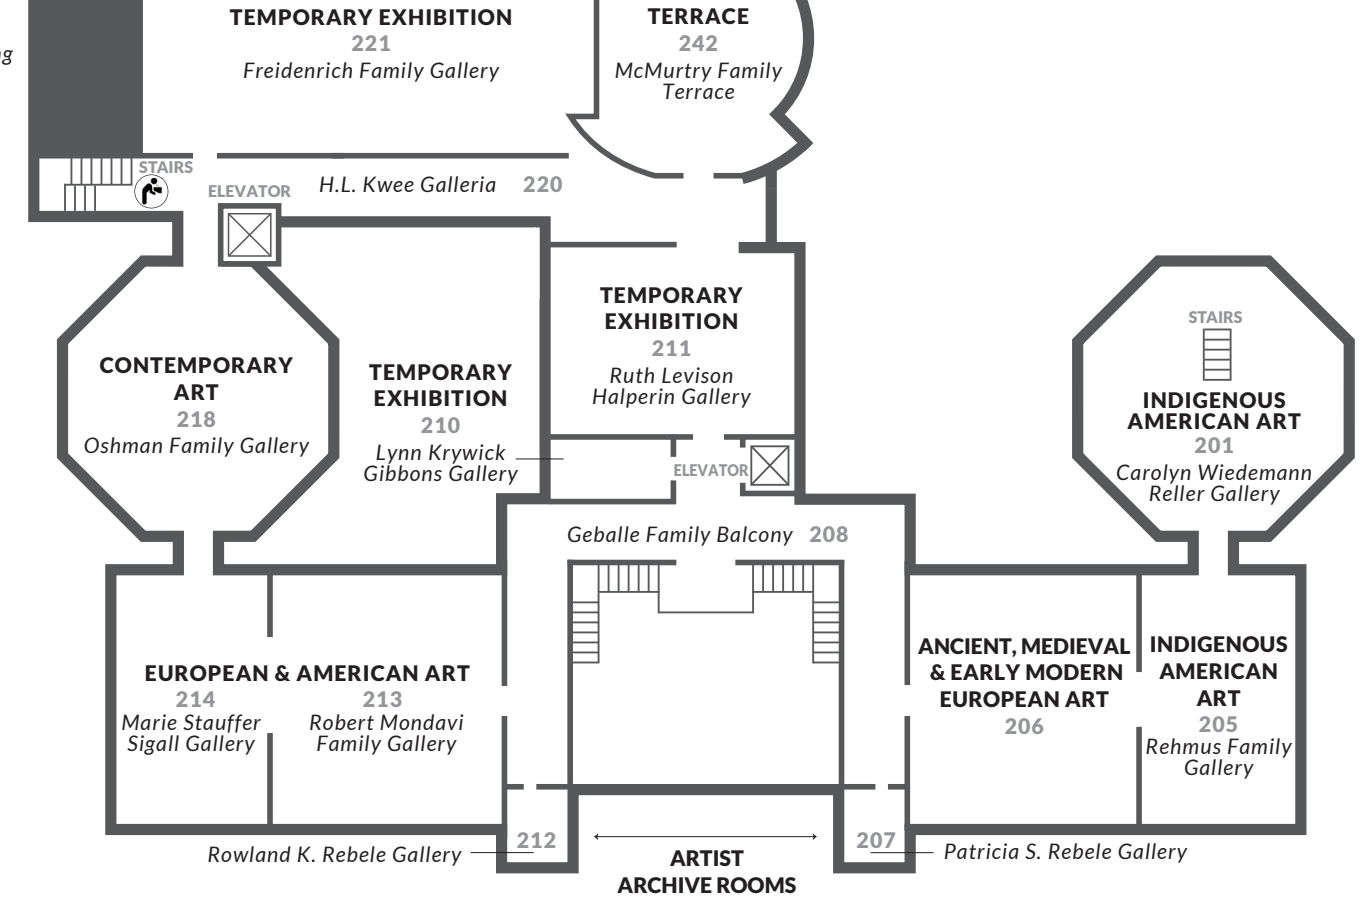 TEMPORARY EXHIBITION
221
Freidenrich Family Gallery
TERRACE
242
McMurtry Family
Terrace
STAIRS
ELEVATOR
H.L. Kwee Galleria 220
CONTEMPORARY
ART
218
Oshman Family Gallery
TEMPORARY
EXHIBITION
210
Lynn Krywick
Gibbons Gallery
TEMPORARY
EXHIBITION
211
Ruth Levison
Halperin Gallery
ELEVATOR
Geballe Family Balcony 208
STAIRS
INDIGENOUS
AMERICAN ART
201
Carolyn Wiedemann
Reller Gallery
EUROPEAN & AMERICAN ART
214
Marie Stauffer
Sigall Gallery
213
Robert Mondavi
Family Gallery
ANCIENT, MEDIEVAL
& EARLY MODERN
EUROPEAN ART
206
INDIGENOUS
AMERICAN
ART
205
Rehmus Family
Gallery
212
Rowland K. Rebele Gallery
ARTIST
ARCHIVE ROOMS
207
Patricia S. Rebele Gallery